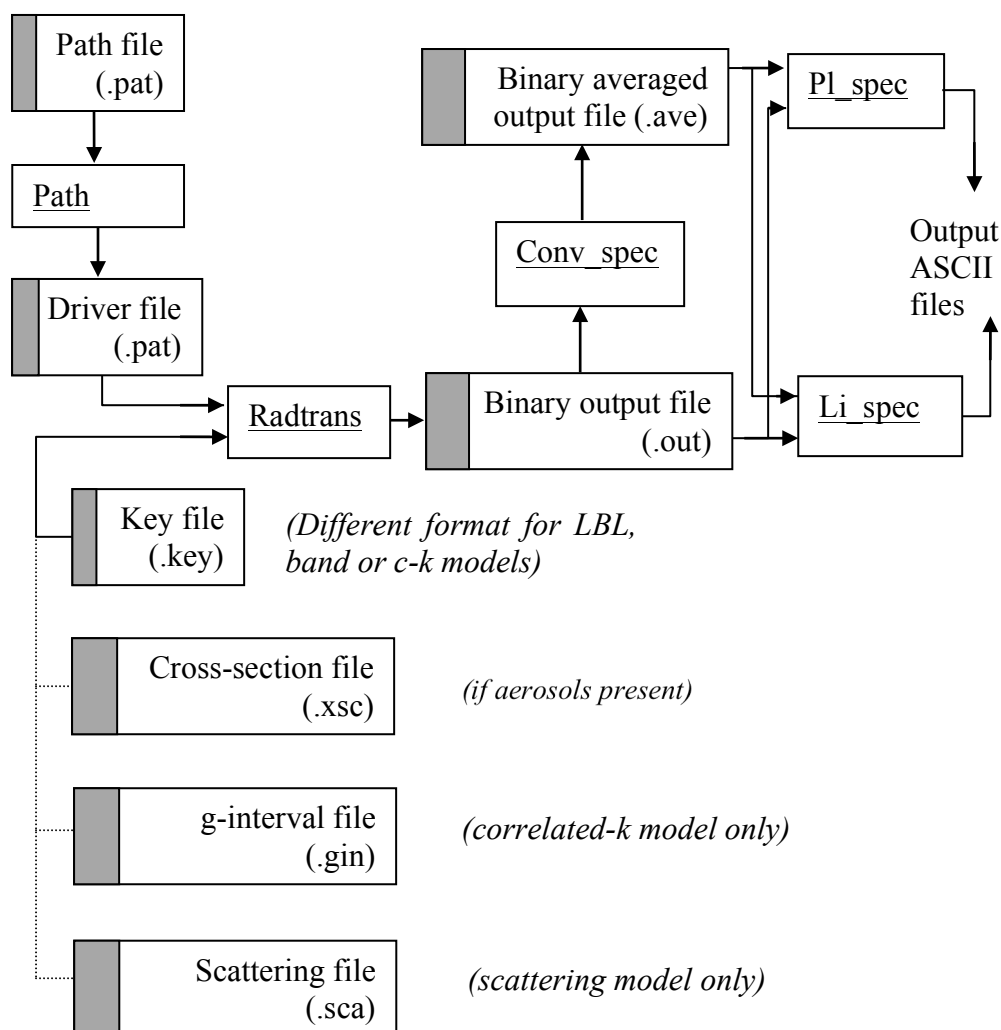 Path file
(.pat)
Path
Driver file
(.pat)
Binary averaged
output file (.ave)
Pl_spec
Conv_spec
Output
ASCII
files
Radtrans
Binary output file
(.out)
Li_spec
Key file
(.key)
(Different format for LBL,
band or c-k models)
Cross-section file
(.xsc)
(if aerosols present)
g-interval file
(.gin)
(correlated-k model only)
Scattering file
(.sca)
(scattering model only)